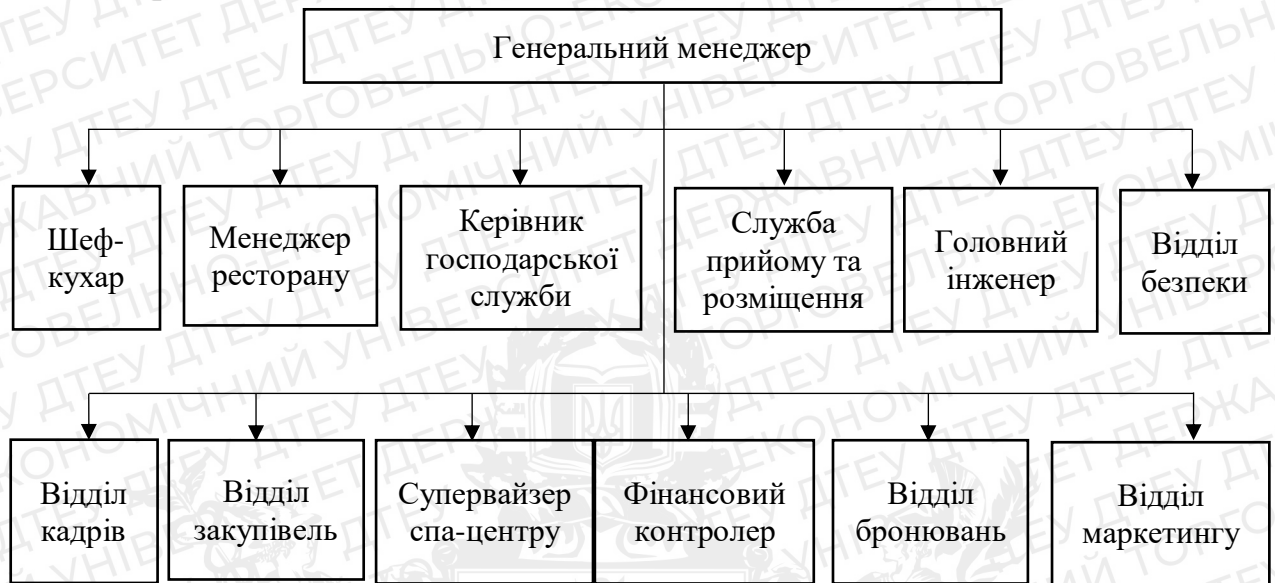 Генеральний менеджер
Шеф-
кухар
Менеджер
ресторану
Керівник
господарської
служби
Служба
прийому та
розміщення
Головний
інженер
Відділ
безпеки
Відділ
кадрів
Відділ
закупівель
Супервайзер
спа-центру
Фінансовий
контролер
Відділ
бронювань
Відділ
маркетингу